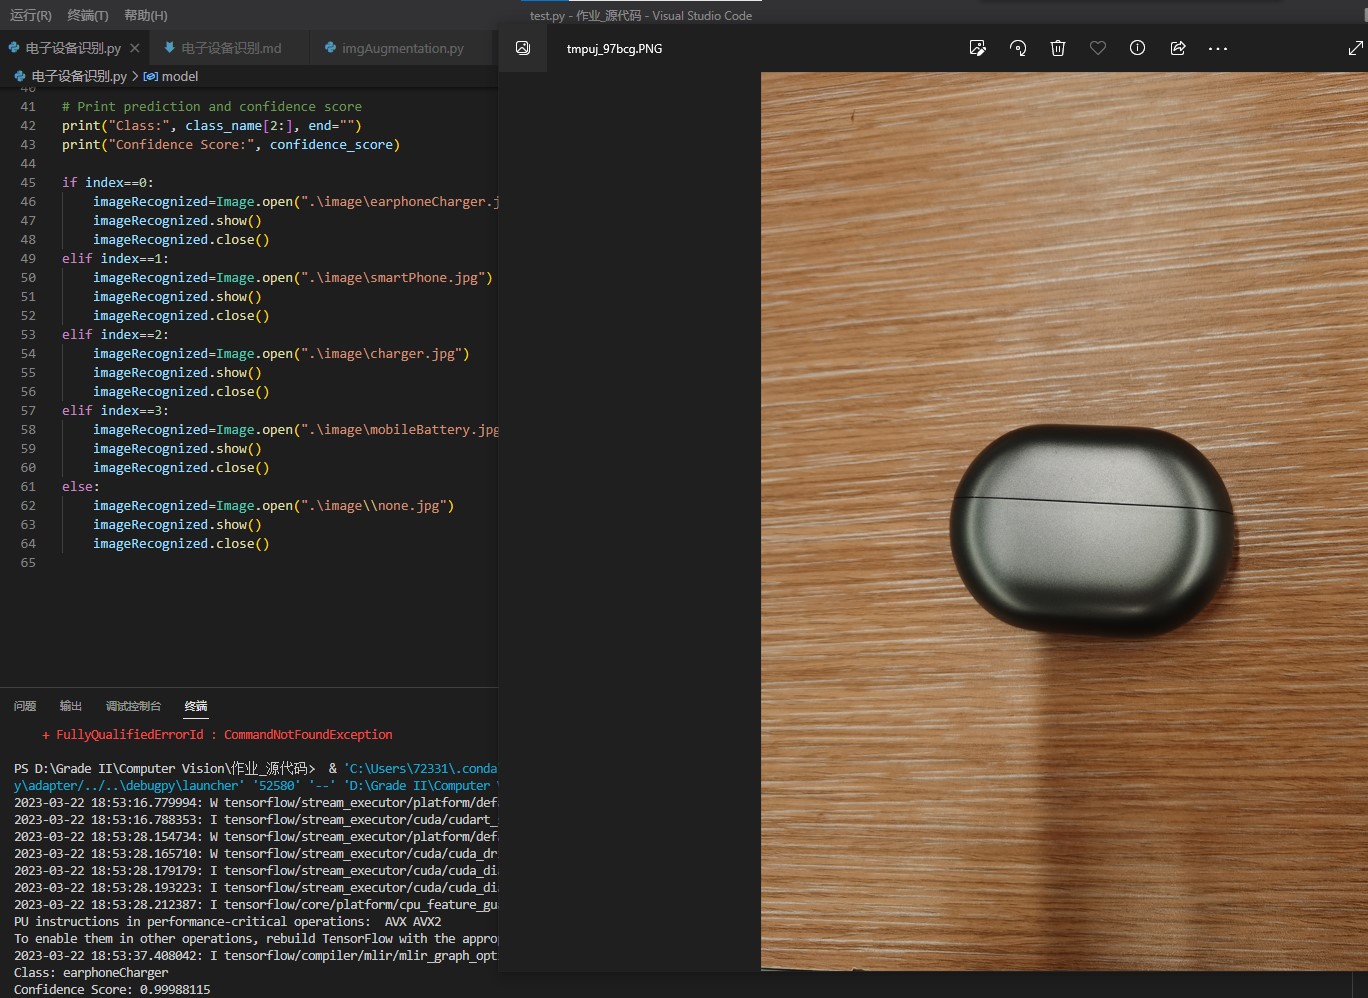 运行(R) 终端(T) 帮助(H)
test.py - 作业_源代码 - Visual Studio Code
电子设备识别.py
电子设备识别.md
imgAugmentation.py
tmpuj_97bcg.PNG
电子设备识别.py > model
40
41 # Print prediction and confidence score
42 print("Class:", class_name[2:], end="")
43 print("Confidence Score:", confidence_score)
44
45 if index==0:
46 imageRecognized=Image.open(".\image\earphoneCharger.j
47 imageRecognized.show()
48 imageRecognized.close()
49 elif index==1:
50 imageRecognized=Image.open(".\image\smartPhone.jpg")
51 imageRecognized.show()
52 imageRecognized.close()
53 elif index==2:
54 imageRecognized=Image.open(".\image\charger.jpg")
55 imageRecognized.show()
56 imageRecognized.close()
57 elif index==3:
58 imageRecognized=Image.open(".\image\mobileBattery.jpg
59 imageRecognized.show()
60 imageRecognized.close()
61 else:
62 imageRecognized=Image.open(".\image\\none.jpg")
63 imageRecognized.show()
64 imageRecognized.close()
65
问题 输出 调试控制台 终端
+ FullyQualifiedErrorId : CommandNotFoundException
PS D:\Grade II\Computer Vision\作业_源代码> & 'C:\Users\72331\.conda
y\adapter/../..\debugpy\launcher' '52580' '--' 'D:\Grade II\Computer
2023-03-22 18:53:16.779994: W tensorflow/stream_executor/platform/def
2023-03-22 18:53:16.788353: I tensorflow/stream_executor/cuda/cudart_
2023-03-22 18:53:28.154734: W tensorflow/stream_executor/platform/def
2023-03-22 18:53:28.165710: W tensorflow/stream_executor/cuda/cuda_dr
2023-03-22 18:53:28.179179: I tensorflow/stream_executor/cuda/cuda_di
2023-03-22 18:53:28.193223: I tensorflow/stream_executor/cuda/cuda_di
2023-03-22 18:53:28.212387: I tensorflow/core/platform/cpu_feature_gu
PU instructions in performance-critical operations:  AVX AVX2
To enable them in other operations, rebuild TensorFlow with the appro
2023-03-22 18:53:37.408042: I tensorflow/compiler/mlir/mlir_graph_opt
Class: earphoneCharger
Confidence Score: 0.99988115